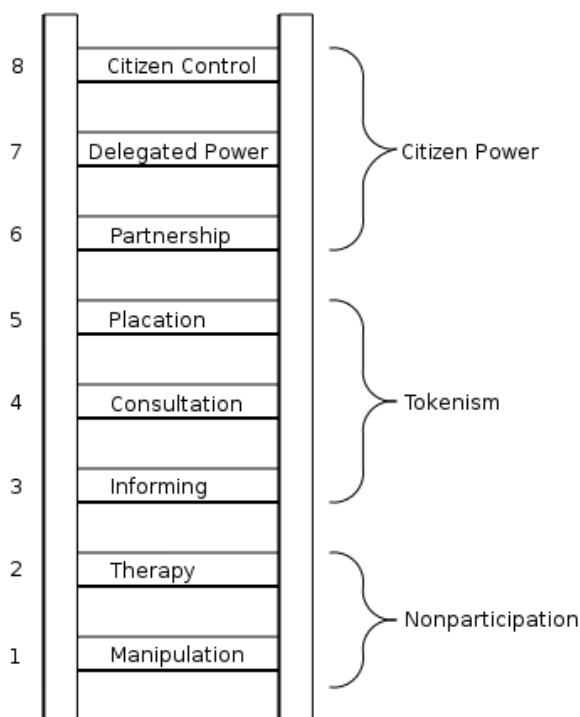 8 Citizen Control
7 Delegated Power
Citizen Power
6 Partnership
5 Placation
4 Consultation
Tokenism
3 Informing
2 Therapy
Nonparticipation
1 Manipulation